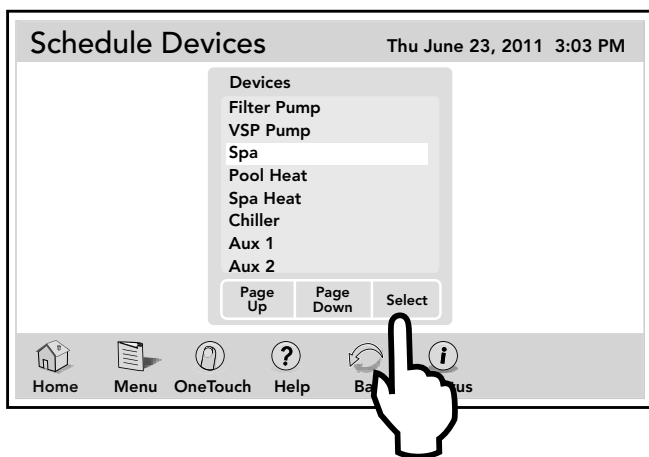 Schedule Devices Thu June 23, 2011 3:03 PM
Devices
Filter Pump
VSP Pump
Spa
Pool Heat
Spa Heat
Chiller
Aux 1
Aux 2
Page Up Page Down Select
Home Menu OneTouch Help